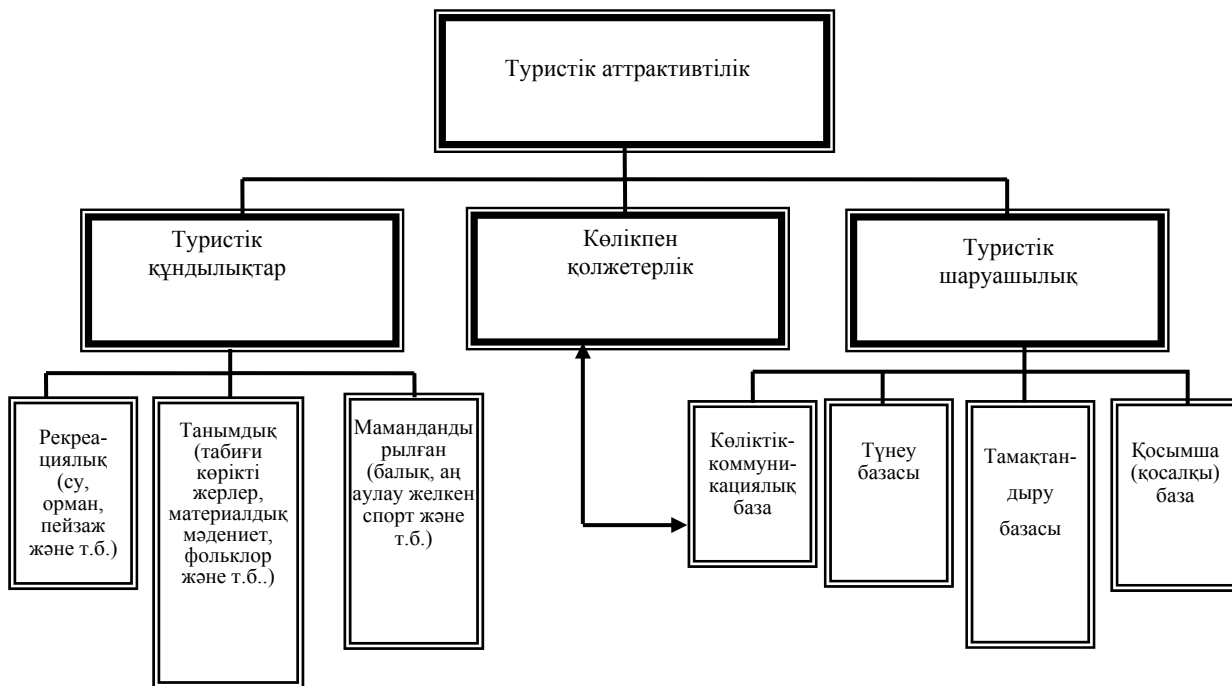 Туристік аттрактивтілік
Туристік
құндылықтар
Көлікпен
қолжетерлік
Туристік
шаруашылық
Рекреа-
циялық
(су,
орман,
пейзаж
және т.б.)
Танымдық
(табиғи
көрікті
жерлер,
материалдық
мәдениет,
фольклор
және т.б..)
Маманданды
рылған
(балық, аң
аулау желкен
спорт және
т.б.)
Көліктік-
коммуни-
кациялық
база
Түнеу
базасы
Тамақтан-
дыру
базасы
Қосымша
(қосалқы)
база